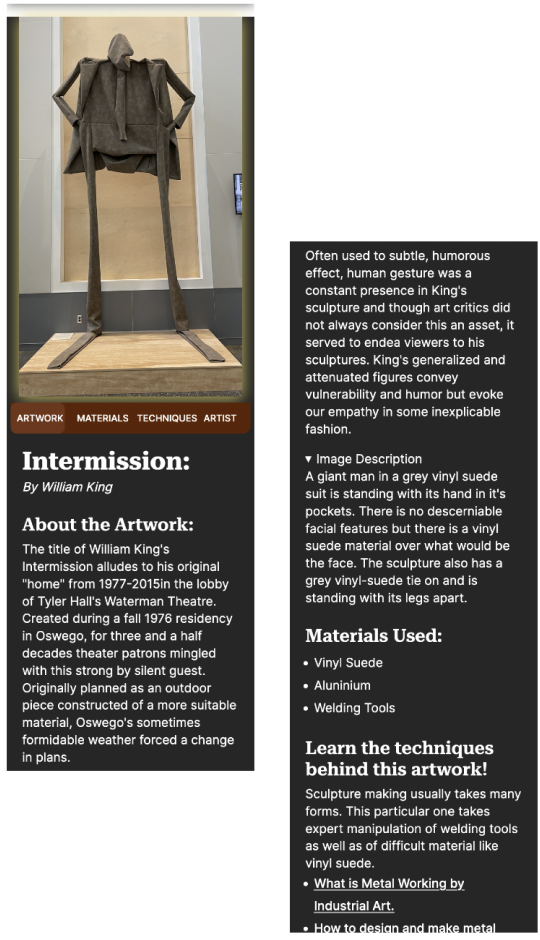 ARTWORK MATERIALS TECHNIQUES ARTIST
Intermission:
By William King
About the Artwork:
The title of William King's
Intermission alludes to his original
"home" from 1977-2015in the lobby
of Tyler Hall's Waterman Theatre.
Created during a fall 1976 residency
in Oswego, for three and a half
decades theater patrons mingled
with this strong by silent guest.
Originally planned as an outdoor
piece constructed of a more suitable
material, Oswego's sometimes
formidable weather forced a change
in plans.
Often used to subtle, humorous
effect, human gesture was a
constant presence in King's
sculpture and though art critics did
not always consider this an asset, it
served to endea viewers to his
sculptures. King's generalized and
attenuated figures convey
vulnerability and humor but evoke
our empathy in some inexplicable
fashion.
▾ Image Description
A giant man in a grey vinyl suede
suit is standing with its hand in it's
pockets. There is no descerniable
facial features but there is a vinyl
suede material over what would be
the face. The sculpture also has a
grey vinyl-suede tie on and is
standing with its legs apart.
Materials Used:
• Vinyl Suede
• Aluninium
• Welding Tools
Learn the techniques
behind this artwork!
Sculpture making usually takes many
forms. This particular one takes
expert manipulation of welding tools
as well as of difficult material like
vinyl suede.
• What is Metal Working by
Industrial Art.
• How to design and make metal